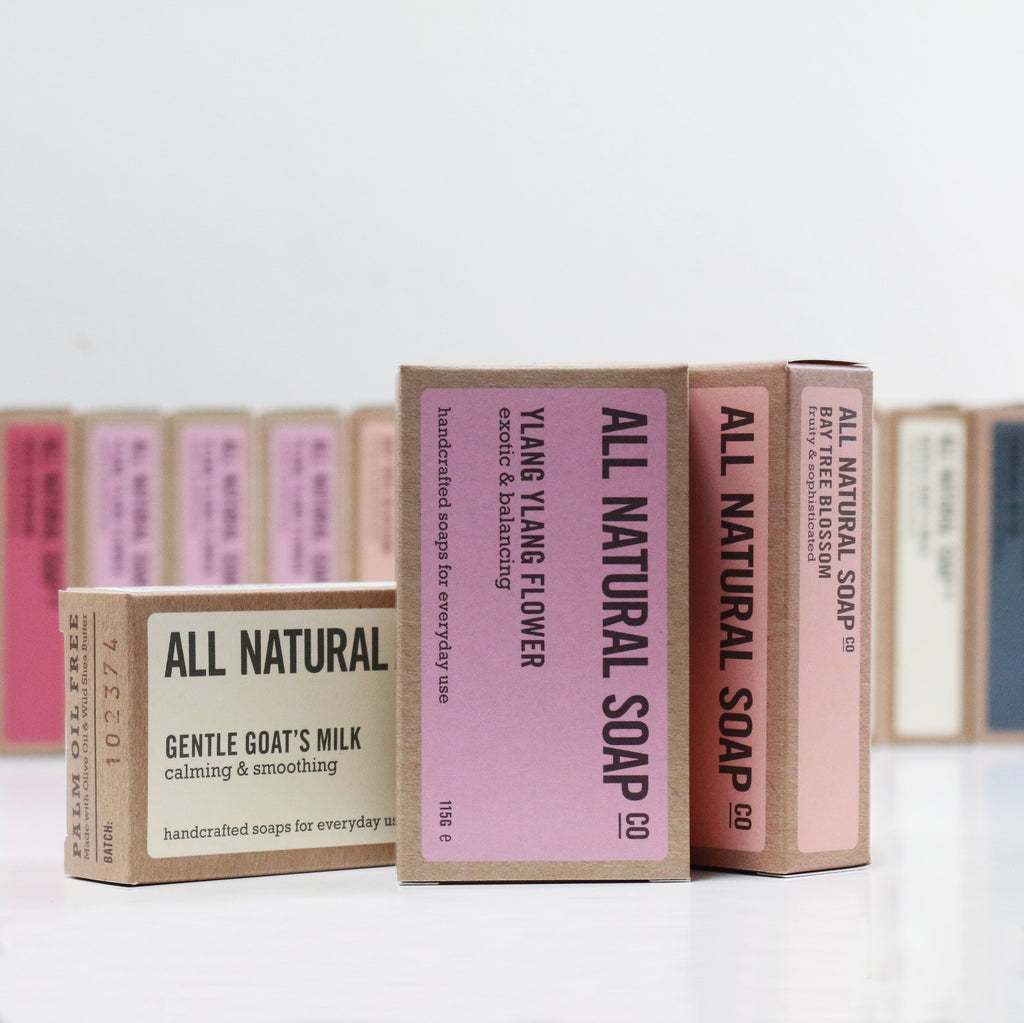 PALM OIL FREE
Made with Olive Oil & Wild Shea Butter
BATCH: 102374
ALL NATURAL
GENTLE GOAT'S MILK
calming & smoothing
handcrafted soaps for everyday
ALL NATURAL SOAP CO
YLANG YLANG FLOWER
exotic & balancing
handcrafted soaps for everyday use
115G e
ALL NATURAL SOAP CO
ALL NATURAL SOAP CO
BAY TREE BLOSSOM
fruity & sophisticated